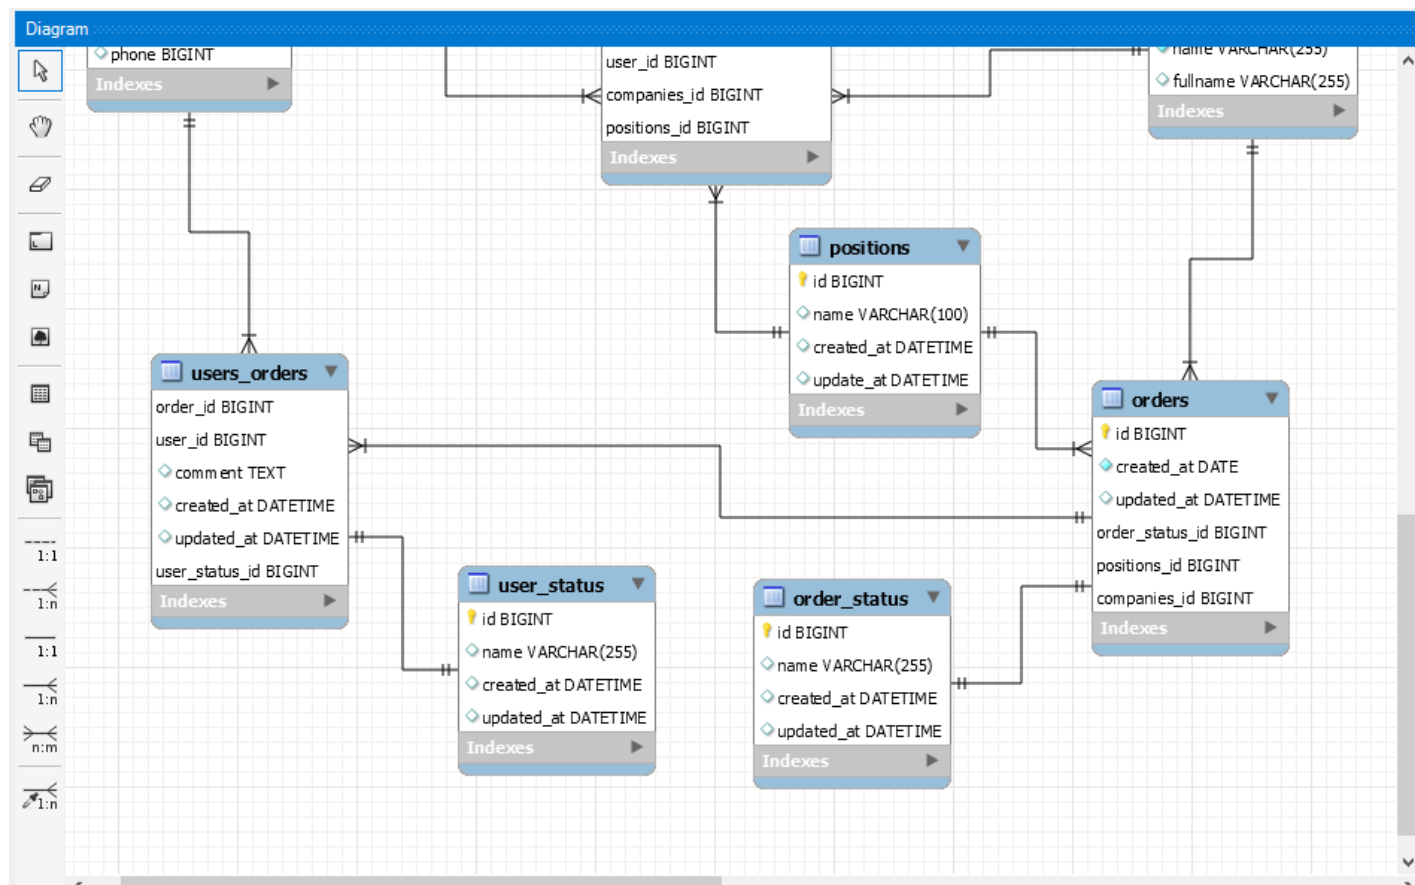 Diagram
phone BIGINT
Indexes
user_id BIGINT
companies_id BIGINT
positions_id BIGINT
Indexes
name VARCHAR(255)
fullname VARCHAR(255)
Indexes
positions
id BIGINT
name VARCHAR(100)
created_at DATETIME
update_at DATETIME
Indexes
users_orders
order_id BIGINT
user_id BIGINT
comment TEXT
created_at DATETIME
updated_at DATETIME
user_status_id BIGINT
Indexes
orders
id BIGINT
created_at DATE
updated_at DATETIME
order_status_id BIGINT
positions_id BIGINT
companies_id BIGINT
Indexes
user_status
id BIGINT
name VARCHAR(255)
created_at DATETIME
updated_at DATETIME
Indexes
order_status
id BIGINT
name VARCHAR(255)
created_at DATETIME
updated_at DATETIME
Indexes
1:1
1:n
1:1
1:n
n:m
1:n